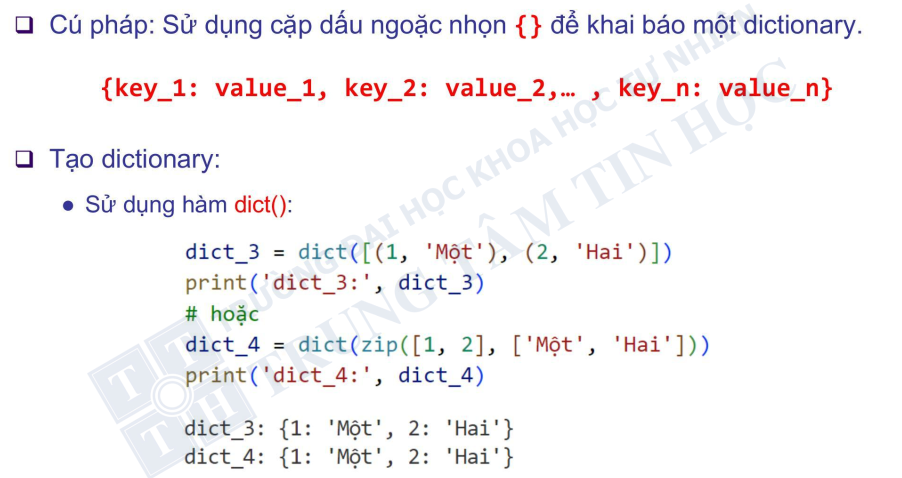 Cú pháp: Sử dụng cặp dấu ngoặc nhọn {} để khai báo một dictionary.
{key_1: value_1, key_2: value_2,… , key_n: value_n}
Tạo dictionary:
Sử dụng hàm dict():
dict_3 = dict([(1, 'Một'), (2, 'Hai')])
print('dict_3:', dict_3)
# hoặc
dict_4 = dict(zip([1, 2], ['Một', 'Hai']))
print('dict_4:', dict_4)
dict_3: {1: 'Một', 2: 'Hai'}
dict_4: {1: 'Một', 2: 'Hai'}
TRƯỜNG ĐẠI HỌC KHOA HỌC TỰ NHIÊN
TRUNG TÂM TIN HỌC
T T
T H